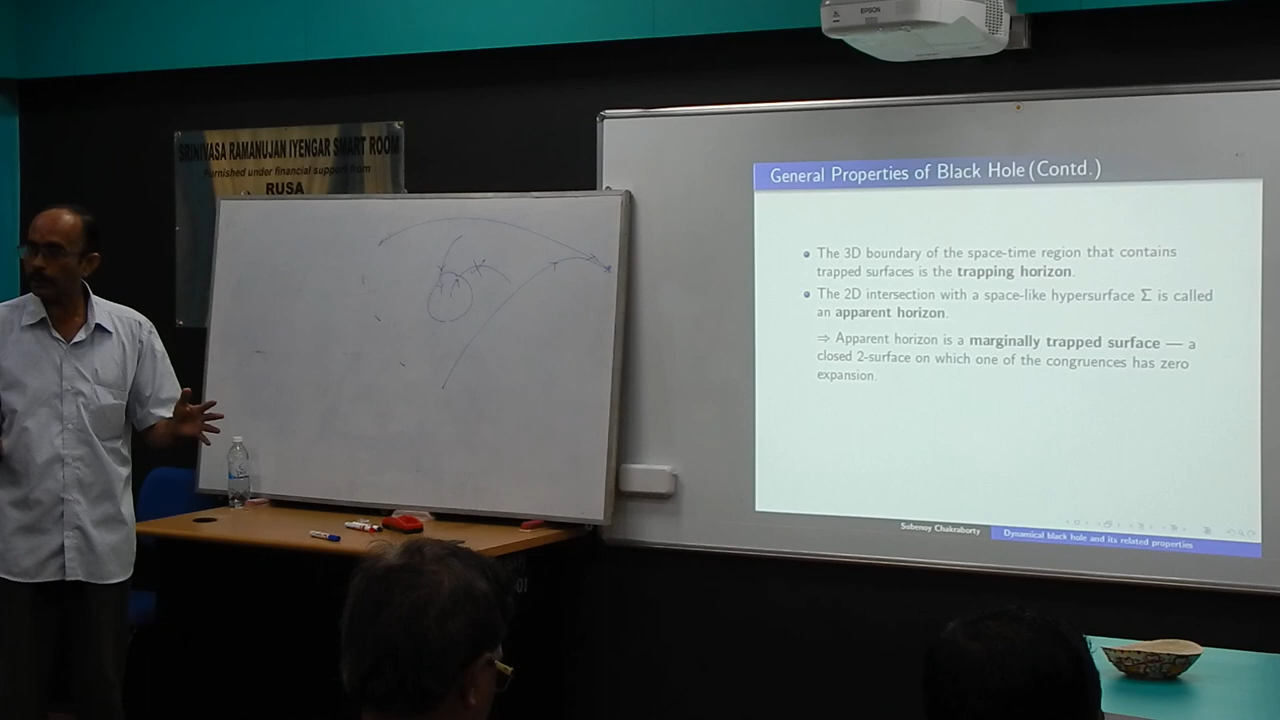 EPSON
SRINIVASA RAMANUJAN IYENGAR SMART ROOM
Furnished under financial support from
RUSA
General Properties of Black Hole (Contd.)
The 3D boundary of the space-time region that contains
trapped surfaces is the trapping horizon.
The 2D intersection with a space-like hypersurface Σ is called
an apparent horizon.
⇒ Apparent horizon is a marginally trapped surface — a
closed 2-surface on which one of the congruences has zero
expansion.
Subenoy Chakraborty
Dynamical black hole and its related properties